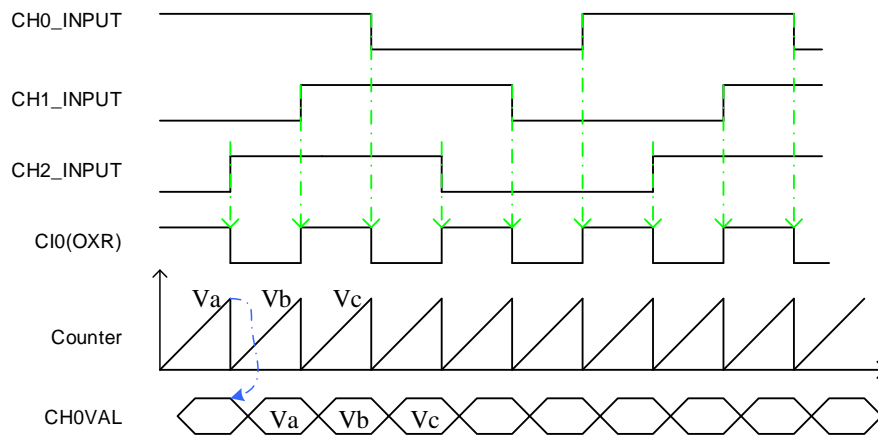 CH0_INPUT
CH1_INPUT
CH2_INPUT
CI0(OXR)
Va Vb Vc
Counter
CH0VAL Va Vb Vc